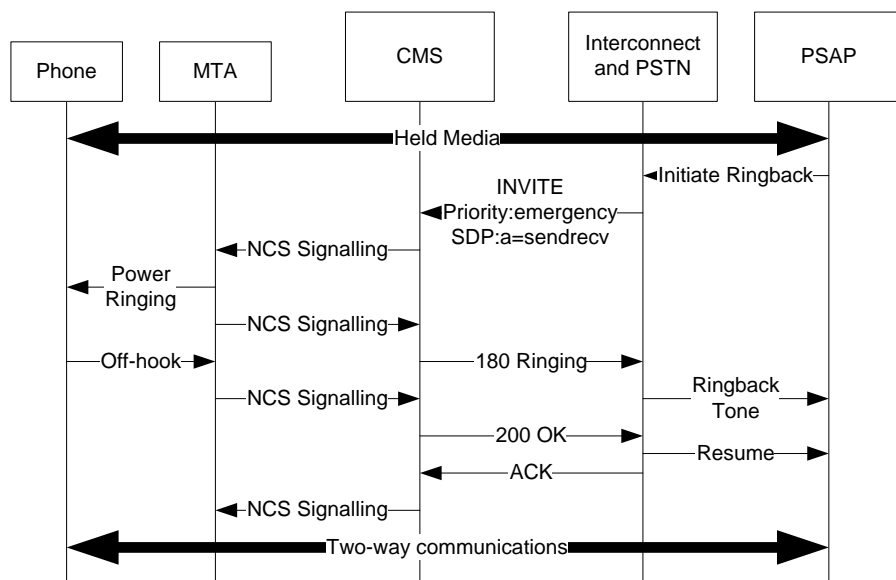 Phone
MTA
CMS
Interconnect
and PSTN
PSAP
Held Media
Initiate Ringback
INVITE
Priority:emergency
SDP:a=sendrecv
NCS Signalling
Power
Ringing
NCS Signalling
Off-hook
180 Ringing
NCS Signalling
Ringback
Tone
200 OK
Resume
ACK
NCS Signalling
Two-way communications